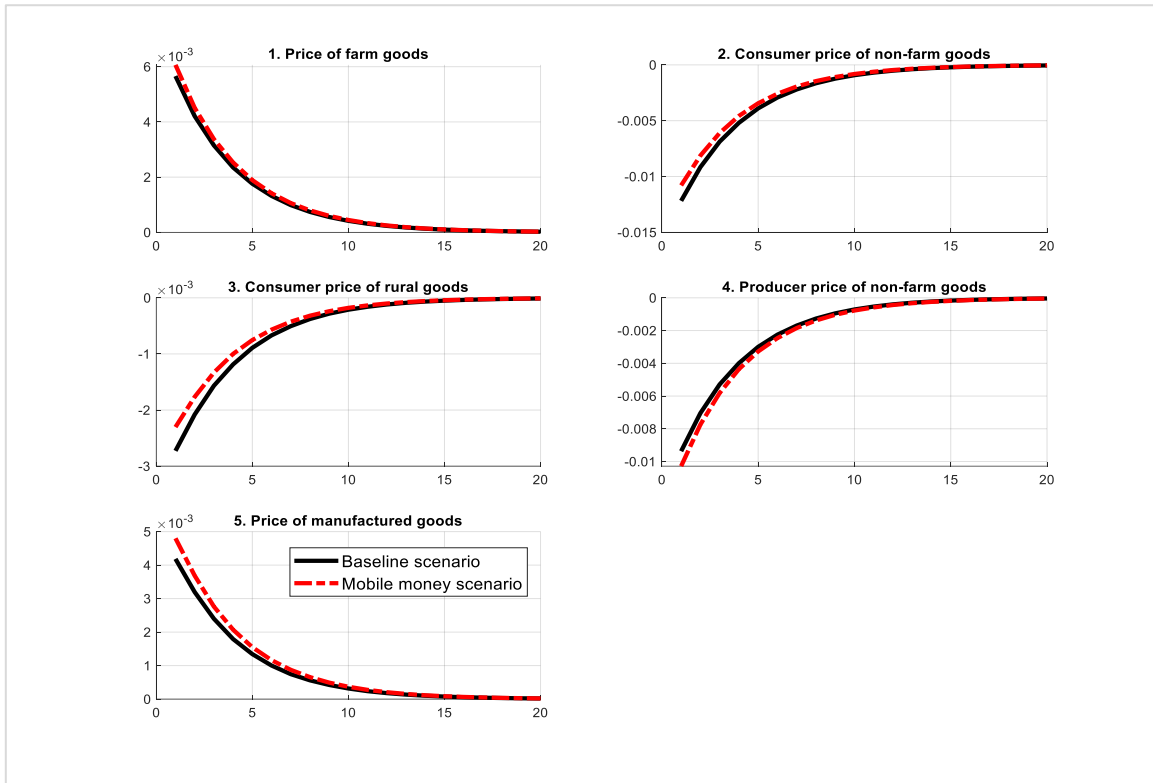 1. Price of farm goods
×10-3
6
4
2
0
0 5 10 15 20
2. Consumer price of non-farm goods
0
-0.005
-0.01
-0.015
0 5 10 15 20
3. Consumer price of rural goods
×10-3
0
-1
-2
-3
0 5 10 15 20
4. Producer price of non-farm goods
0
-0.002
-0.004
-0.006
-0.008
-0.01
0 5 10 15 20
5. Price of manufactured goods
×10-3
5
4
3
2
1
0
0 5 10 15 20
Baseline scenario
Mobile money scenario